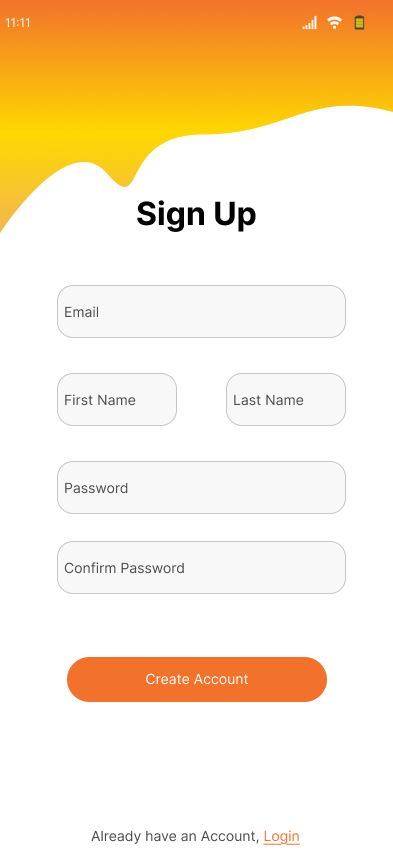 11:11
Sign Up
Email
First Name Last Name
Password
Confirm Password
Create Account
Already have an Account, Login